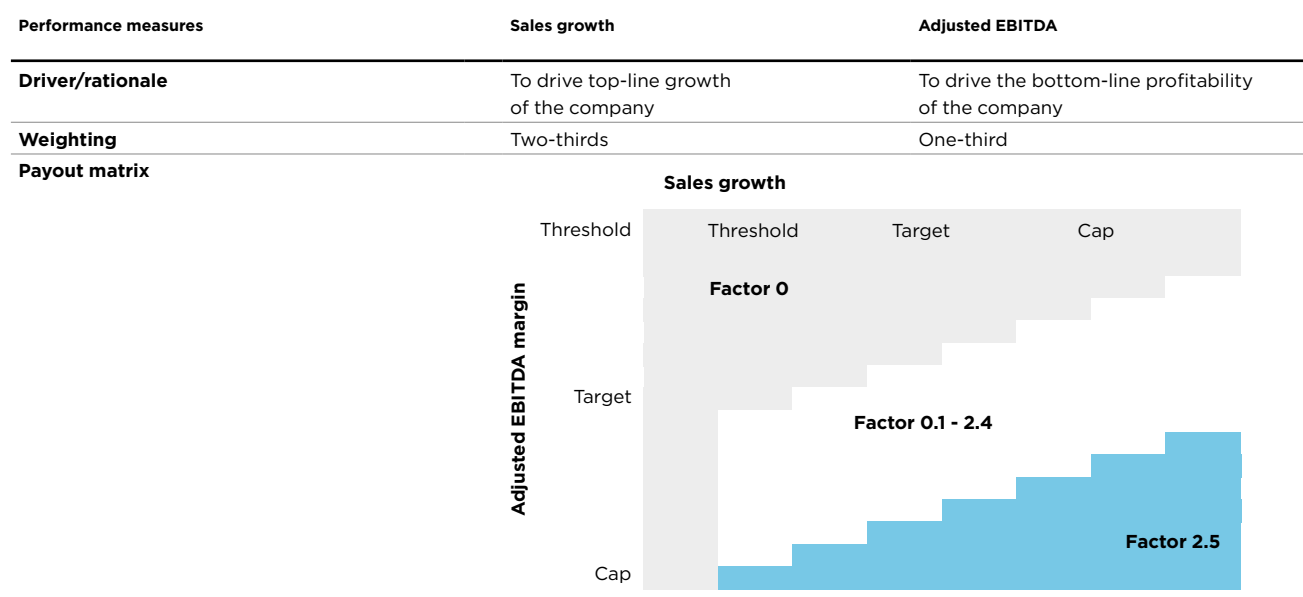 Performance measures Sales growth Adjusted EBITDA
Driver/rationale To drive top-line growth To drive the bottom-line profitability
of the company of the company
Weighting Two-thirds One-third
Payout matrix
Sales growth
Threshold Threshold Target Cap
Factor 0
Adjusted EBITDA margin
Target
Factor 0.1 - 2.4
Factor 2.5
Cap